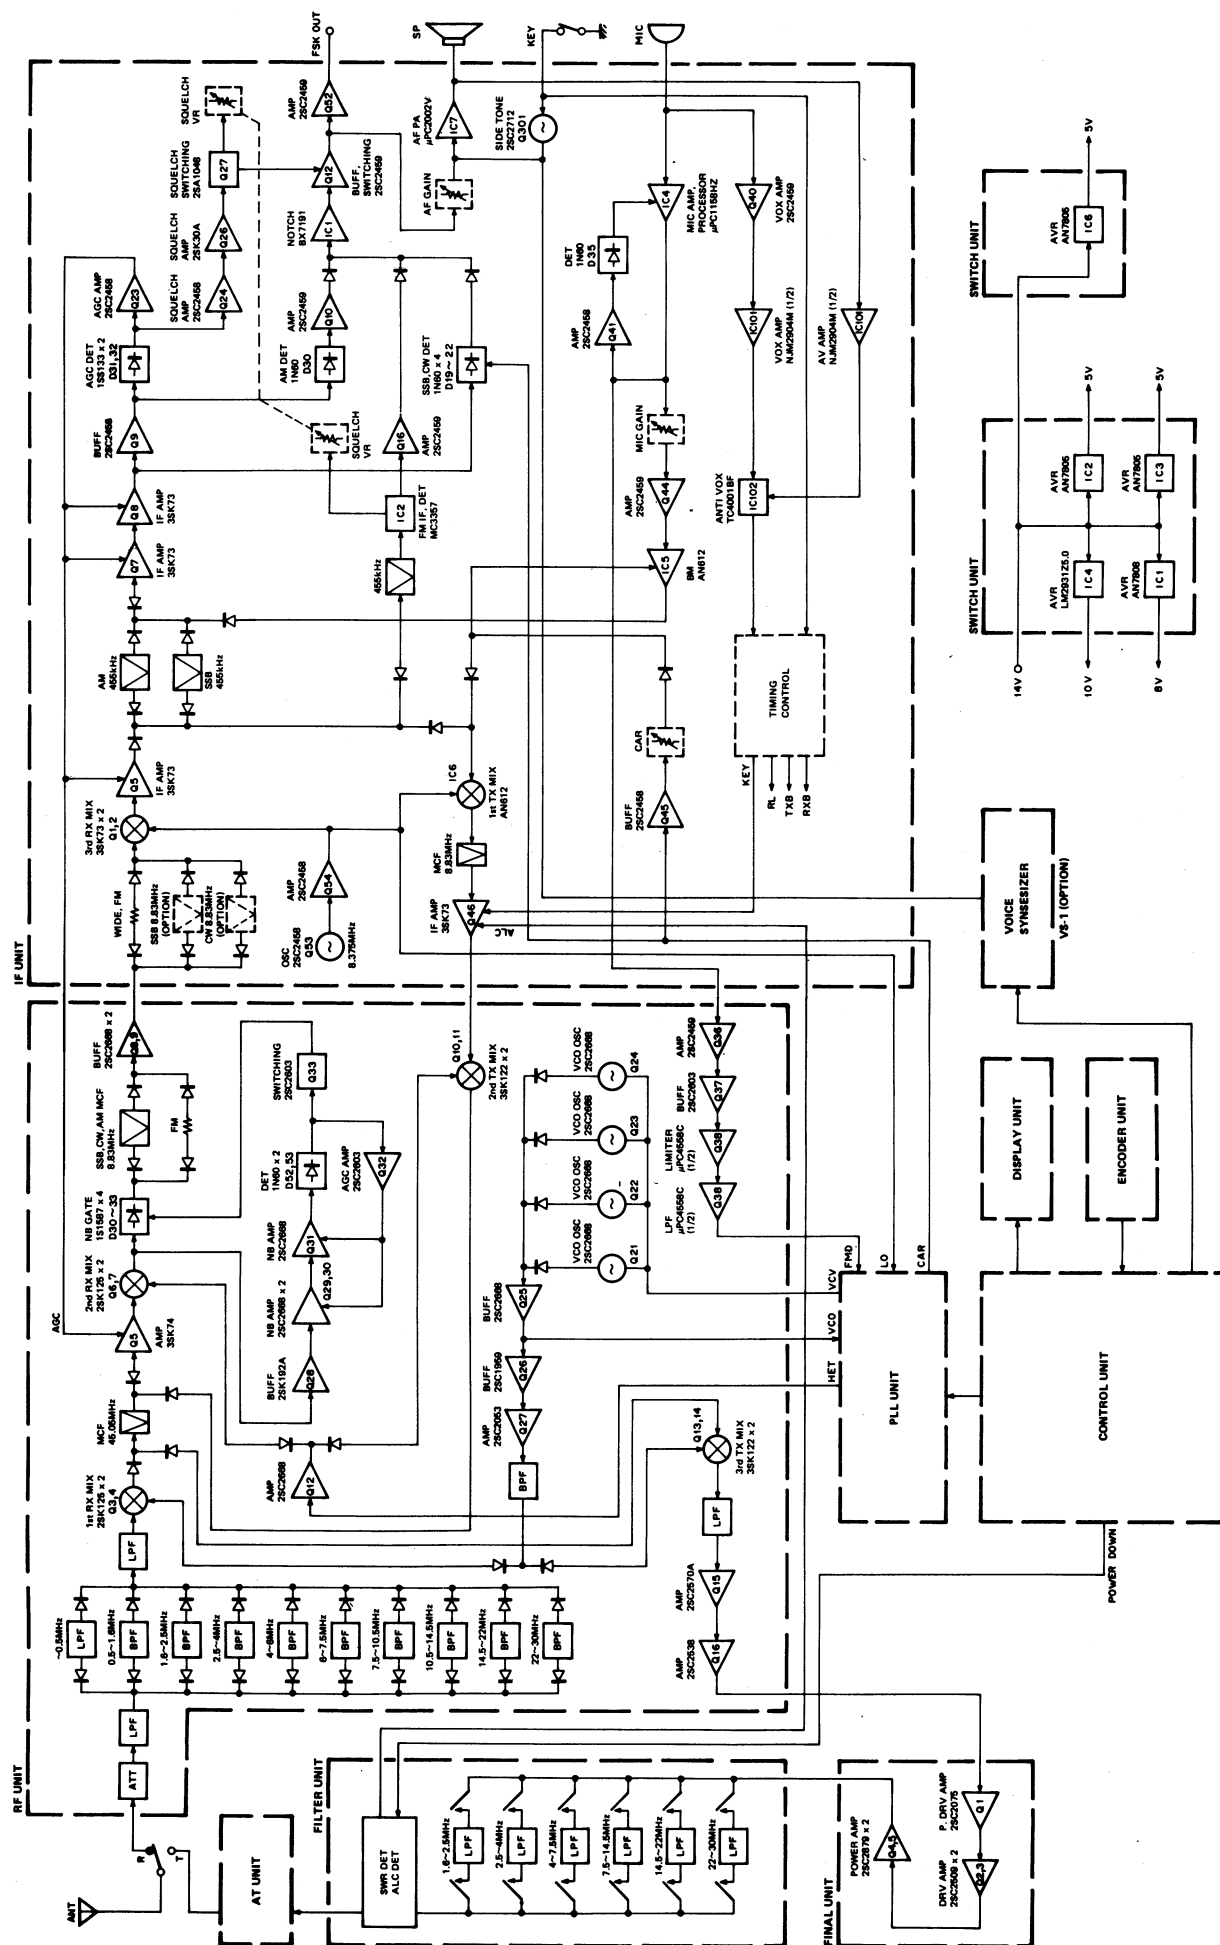 IF UNIT
FSK OUT
SP
KEY
MIC
SQUELCH
VR
SQUELCH
SWITCHING
2SA1048
Q27
SQUELCH
AMP
2SK30A
Q26
SQUELCH
AMP
2SC2458
Q24
AMP
2SC2459
Q52
Q12
BUFF,
SWITCHING
2SC2459
NOTCH
BX7191
IC1
AF PA
µPC2002V
IC7
AF GAIN
SIDE TONE
2SC2712
Q301
AGC AMP
2SC2458
Q23
AGC DET
1SS133 x 2
D31,32
AM DET
1N60
D30
AMP
2SC2459
Q10
SSB,CW DET
1N60 x 4
D19~22
BUFF
2SC2458
Q9
SQUELCH
VR
Q16
AMP
2SC2459
IC2
FM IF, DET
MC3357
455kHz
Q8
IF AMP
3SK73
Q7
IF AMP
3SK73
AM
455kHz
SSB
455kHz
Q5
IF AMP
3SK73
3rd RX MIX
3SK73 x 2
Q1,2
WIDE, FM
SSB 8.83MHz
(OPTION)
CW 8.83MHz
(OPTION)
AMP
2SC2458
Q54
OSC
2SC2458
Q53
8.375MHz
IC6
1st TX MIX
AN612
MCF
8.83MHz
IF AMP
3SK73
Q46
ALC
DET
1N60
D35
AMP
2SC2458
Q41
IC4
MIC AMP,
PROCESSOR
µPC1158HZ
Q40
VOX AMP
2SC2459
IC101
VOX AMP
NJM2904M (1/2)
IC101
AV AMP
NJM2904M (1/2)
MIC GAIN
AMP
2SC2459
Q44
IC5
BM
AN612
ANTI VOX
TC4001BF
IC102
TIMING
CONTROL
KEY
RL
TXB
RXB
CAR
BUFF
2SC2458
Q45
SWITCH UNIT
AVR
AN7805
IC6
5V
SWITCH UNIT
14V
AVR
LM2931Z5.0
IC4
10V
AVR
AN7805
IC2
5V
AVR
AN7808
IC1
8V
AVR
AN7805
IC3
5V
VOICE
SYNSESIZER
VS-1 (OPTION)
RF UNIT
BUFF
2SC2668 x 2
Q8,9
SSB,CW,AM MCF
8.83MHz
FM
NB GATE
1S1587 x 4
D30~33
2nd RX MIX
2SK125 x 2
Q6,7
AGC
Q5
AMP
3SK74
MCF
45.05MHz
1st RX MIX
2SK125 x 2
Q3,4
LPF
~0.5MHz
LPF
0.5~1.6MHz
BPF
1.6~2.5MHz
BPF
2.5~4MHz
BPF
4~6MHz
BPF
6~7.5MHz
BPF
7.5~10.5MHz
BPF
10.5~14.5MHz
BPF
14.5~22MHz
BPF
22~30MHz
BPF
LPF
ATT
SWITCHING
2SC2603
Q33
DET
1N60 x 2
D52,53
AGC AMP
2SC2603
Q32
NB AMP
2SC2668
Q31
NB AMP
2SC2668 x 2
Q29,30
BUFF
2SK192A
Q28
AMP
2SC2668
Q12
Q10,11
2nd TX MIX
3SK122 x 2
VCO OSC
2SC2668
Q24
VCO OSC
2SC2668
Q23
VCO OSC
2SC2668
Q22
VCO OSC
2SC2668
Q21
BUFF
2SC2668
Q25
BUFF
2SC1959
Q26
AMP
2SC2053
Q27
BPF
AMP
2SC2459
Q36
BUFF
2SC2603
Q37
LIMITER
µPC4558C
(1/2)
Q38
LPF
µPC4558C
(1/2)
Q38
Q13,14
3rd TX MIX
3SK122 x 2
LPF
AMP
2SC2570A
Q15
AMP
2SC2538
Q16
FMD
LO
CAR
VCV
VCO
HET
PLL UNIT
DISPLAY UNIT
ENCODER UNIT
CONTROL UNIT
POWER DOWN
ANT
R
T
AT UNIT
FILTER UNIT
SWR DET
ALC DET
1.6~2.5MHz
LPF
2.5~4MHz
LPF
4~7.5MHz
LPF
7.5~14.5MHz
LPF
14.5~22MHz
LPF
22~30MHz
LPF
FINAL UNIT
POWER AMP
2SC2879 x 2
Q4,5
P. DRV AMP
2SC2075
Q1
DRV AMP
2SC2509 x 2
Q2,3